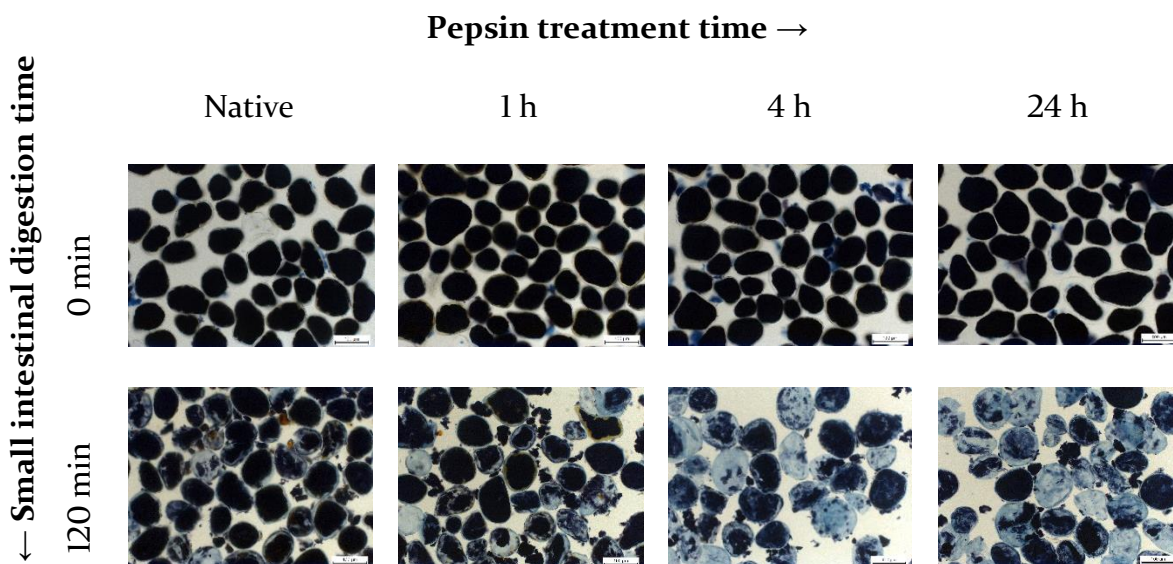 Pepsin treatment time →
Native 1 h 4 h 24 h
← Small intestinal digestion time
0 min
120 min